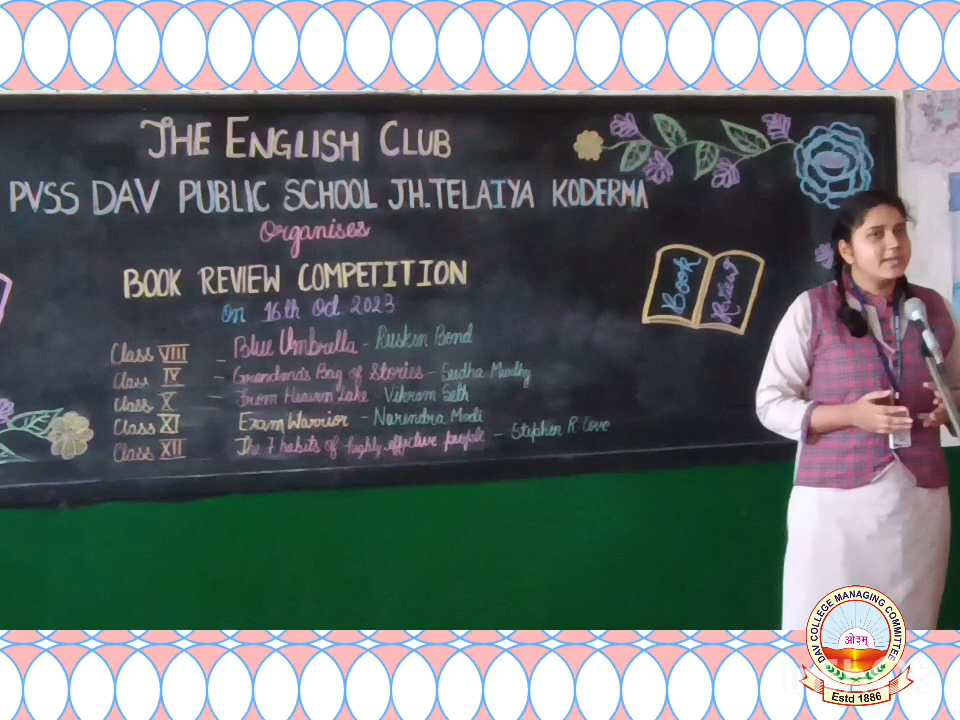 THE ENGLISH CLUB
PVSS DAV PUBLIC SCHOOL JH.TELAIYA KODERMA
Organises
BOOK REVIEW COMPETITION
On 16th Oct. 2023
Class VIII – Blue Umbrella – Ruskin Bond
Class IV – Grandma's Bag of Stories – Sudha Murthy
Class X – From Heaven Lake – Vikram Seth
Class XI Exam Warrior – Narendra Modi
Class XII The 7 habits of highly effective people – Stephen R Cove
Book
Review
DAV COLLEGE MANAGING COMMITTEE
ओ३म्
Estd 1886